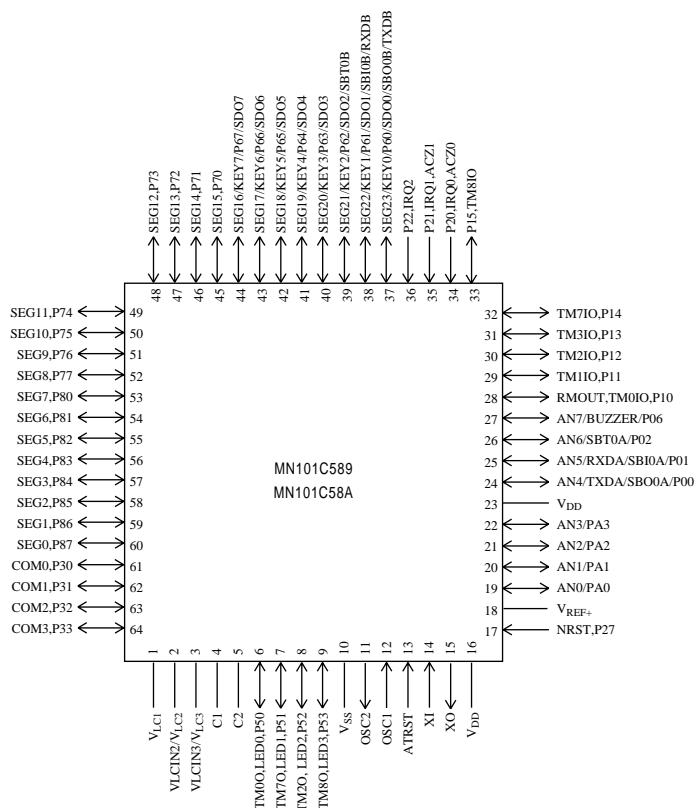 SEG12,P73
SEG13,P72
SEG14,P71
SEG15,P70
SEG16/KEY7/P67/SDO7
SEG17/KEY6/P66/SDO6
SEG18/KEY5/P65/SDO5
SEG19/KEY4/P64/SDO4
SEG20/KEY3/P63/SDO3
SEG21/KEY2/P62/SDO2/SBT0B
SEG22/KEY1/P61/SDO1/SBI0B/RXDB
SEG23/KEY0/P60/SDO0/SBO0B/TXDB
P22,IRQ2
P21,IRQ1,ACZ1
P20,IRQ0,ACZ0
P15,TM8IO
48 47 46 45 44 43 42 41 40 39 38 37 36 35 34 33
SEG11,P74 49
SEG10,P75 50
SEG9,P76 51
SEG8,P77 52
SEG7,P80 53
SEG6,P81 54
SEG5,P82 55
SEG4,P83 56
SEG3,P84 57
SEG2,P85 58
SEG1,P86 59
SEG0,P87 60
COM0,P30 61
COM1,P31 62
COM2,P32 63
COM3,P33 64
MN101C589
MN101C58A
32 TM7IO,P14
31 TM3IO,P13
30 TM2IO,P12
29 TM1IO,P11
28 RMOUT,TM0IO,P10
27 AN7/BUZZER/P06
26 AN6/SBT0A/P02
25 AN5/RXDA/SBI0A/P01
24 AN4/TXDA/SBO0A/P00
23 VDD
22 AN3/PA3
21 AN2/PA2
20 AN1/PA1
19 AN0/PA0
18 VREF+
17 NRST,P27
1 2 3 4 5 6 7 8 9 10 11 12 13 14 15 16
VLC1
VLCIN2/VLC2
VLCIN3/VLC3
C1
C2
TM0O,LED0,P50
TM7O,LED1,P51
TM2O, LED2,P52
TM8O,LED3,P53
VSS
OSC2
OSC1
ATRST
XI
XO
VDD